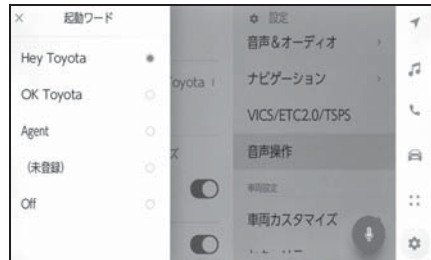 起動ワード
Hey Toyota
OK Toyota
Agent
(未登録)
Off
oyota
ズ
設定
音声&オーディオ
ナビゲーション
VICS/ETC2.0/TSPS
音声操作
車両設定
車両カスタマイズ